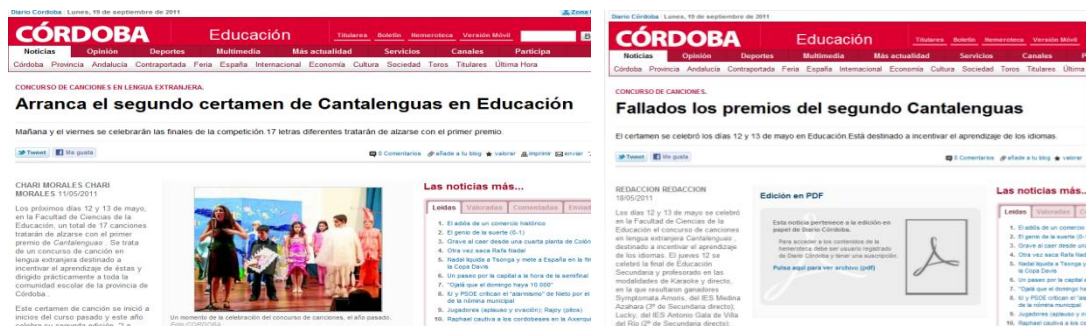 Diario Córdoba : Lunes, 19 de septiembre de 2011
CÓRDOBA Educación Titulares Boletín Hemeroteca Versión Móvil
Noticias Opinión Deportes Multimedia Más actualidad Servicios Canales Participa
Córdoba Provincia Andalucía Contraportada Feria España Internacional Economía Cultura Sociedad Toros Titulares Última Hora
CONCURSO DE CANCIONES EN LENGUA EXTRANJERA.
Arranca el segundo certamen de Cantalenguas en Educación
Mañana y el viernes se celebrarán las finales de la competición.17 letras diferentes tratarán de alzarse con el primer premio.
Tweet Me gusta 0 Comentarios añade a tu blog valorar imprimir enviar
CHARI MORALES CHARI
MORALES 11/05/2011
Los próximos días 12 y 13 de mayo,
en la Facultad de Ciencias de la
Educación, un total de 17 canciones
tratarán de alzarse con el primer
premio de Cantalenguas . Se trata
de un concurso de canción en
lengua extranjera destinado a
incentivar el aprendizaje de éstas y
dirigido prácticamente a toda la
comunidad escolar de la provincia de
Córdoba.
Este certamen de canción se inició a
inicios del curso pasado y este año
Un momento de la celebración del concurso de canciones, el año pasado.
Foto:CÓRDOBA
Las noticias más...
Leídas Valoradas Comentadas
1. El adiós de un comercio histórico
2. El genio de la suerte (0-1)
3. Grave al caer desde una cuarta planta de Colón
4. Otra vez saca Rafa Nadal
5. Nadal liquida a Tsonga y mete a España en la
la Copa Davis
6. Un paseo por la capital a la hora de la semifinal
7. "Ojalá que el domingo haya 10.000"
8. IU y PSOE critican el "alarmismo" de Nieto por el
de la nómina municipal
9. Jugadora (aplauso y ovación); Rajoy (pitos)
10. Raphael cautiva a los cordobeses en la Axerquía
Diario Córdoba : Lunes, 19 de septiembre de 2011
CÓRDOBA Educación Titulares Boletín Hemeroteca Versión Móvil
Noticias Opinión Deportes Multimedia Más actualidad Servicios Canales
Córdoba Provincia Andalucía Contraportada Feria España Internacional Economía Cultura Sociedad Toros Titulares
CONCURSO DE CANCIONES.
Fallados los premios del segundo Cantalenguas
El certamen se celebró los días 12 y 13 de mayo en Educación.Está destinado a incentivar el aprendizaje de los idiomas.
Tweet Me gusta 0 Comentarios añade a tu blog valorar
REDACCION REDACCION
18/05/2011
Los días 12 y 13 de mayo se celebró
en la Facultad de Ciencias de la
Educación el concurso de canciones
en lengua extranjera Cantalenguas ,
destinado a incentivar el aprendizaje
de los idiomas. El jueves 12 se
celebró la final de Educación
Secundaria y profesorado en las
modalidades de Karaoke y directo,
en la que resultaron ganadores
Symptomata Amoris, del IES Medina
Azahara (1º de Secundaria directo);
Lucky, del IES Antonio Gala de Villa
del Río (2º de Secundaria directo);
Edición en PDF
Esta noticia pertenece a la edición en
papel de Diario Córdoba.
Para acceder a los contenidos de la
hemeroteca debe ser usuario registrado
de Diario Córdoba y tener una suscripción.
Pulsa aquí para ver archivo (pdf)
Las noticias más...
Leídas Valoradas
1. El adiós de un comercio
2. El genio de la suerte (0-1)
3. Grave al caer desde una
4. Otra vez saca Rafa Nadal
5. Nadal liquida a Tsonga y
la Copa Davis
6. Un paseo por la capital a
7. "Ojalá que el domingo
8. IU y PSOE critican el "alarmismo"
de la nómina municipal
9. Jugadora (aplauso y
10. Raphael cautiva a los